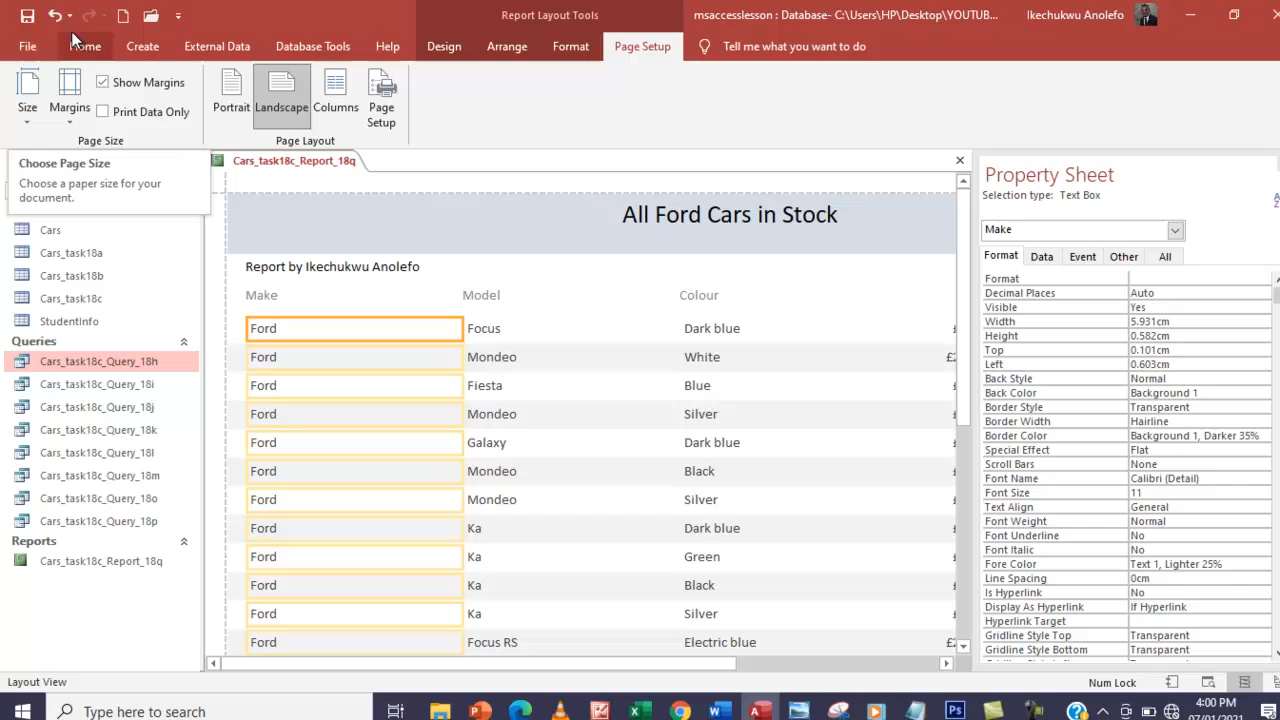 Report Layout Tools
msaccesslesson : Database- C:\Users\HP\Desktop\YOUTUB...
Ikechukwu Anolefo
File
Home
Create
External Data
Database Tools
Help
Design
Arrange
Format
Page Setup
Tell me what you want to do
Size
Margins
Show Margins
Print Data Only
Portrait
Landscape
Columns
Page
Setup
Page Size
Page Layout
Choose Page Size
Choose a paper size for your
document.
Cars_task18c_Report_18q
Cars
Cars_task18a
Cars_task18b
Cars_task18c
StudentInfo
Queries
Cars_task18c_Query_18h
Cars_task18c_Query_18i
Cars_task18c_Query_18j
Cars_task18c_Query_18k
Cars_task18c_Query_18l
Cars_task18c_Query_18m
Cars_task18c_Query_18o
Cars_task18c_Query_18p
Reports
Cars_task18c_Report_18q
All Ford Cars in Stock
Report by Ikechukwu Anolefo
Make Model Colour
Ford Focus Dark blue
Ford Mondeo White
Ford Fiesta Blue
Ford Mondeo Silver
Ford Galaxy Dark blue
Ford Mondeo Black
Ford Mondeo Silver
Ford Ka Dark blue
Ford Ka Green
Ford Ka Black
Ford Ka Silver
Ford Focus RS Electric blue
Property Sheet
Selection type: Text Box
Make
Format Data Event Other All
Format
Decimal Places Auto
Visible Yes
Width 5.931cm
Height 0.582cm
Top 0.101cm
Left 0.603cm
Back Style Normal
Back Color Background 1
Border Style Transparent
Border Width Hairline
Border Color Background 1, Darker 35%
Special Effect Flat
Scroll Bars None
Font Name Calibri (Detail)
Font Size 11
Text Align General
Font Weight Normal
Font Underline No
Font Italic No
Fore Color Text 1, Lighter 25%
Line Spacing 0cm
Is Hyperlink No
Display As Hyperlink If Hyperlink
Hyperlink Target
Gridline Style Top Transparent
Gridline Style Bottom Transparent
Layout View
Num Lock
Type here to search
4:00 PM
07/01/2021